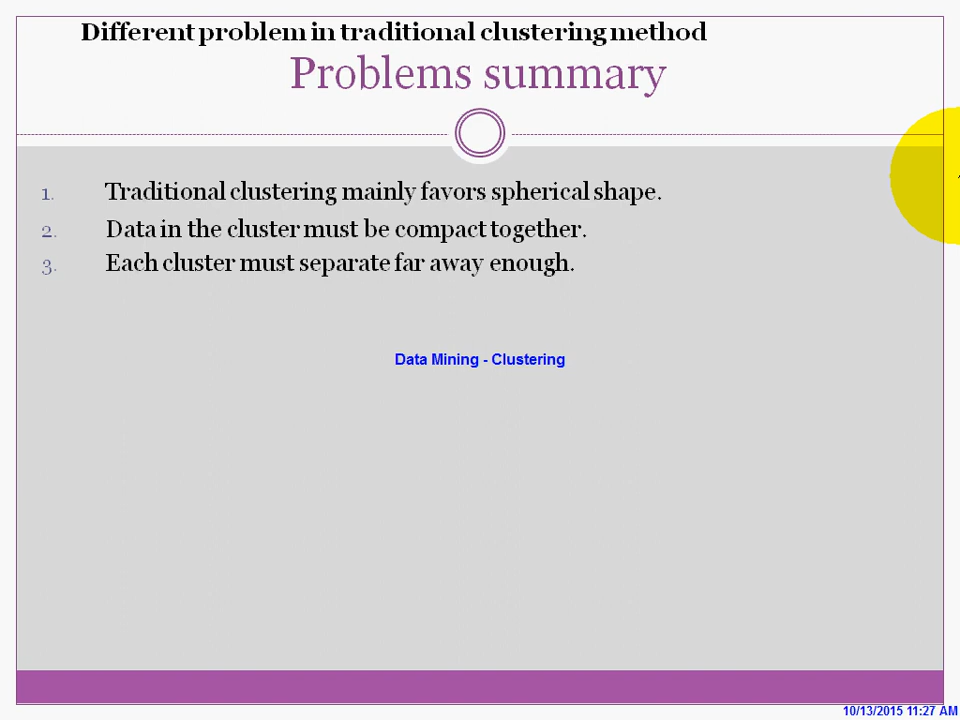 Different problem in traditional clustering method
Problems summary
1. Traditional clustering mainly favors spherical shape.
2. Data in the cluster must be compact together.
3. Each cluster must separate far away enough.
Data Mining - Clustering
10/13/2015 11:27 AM